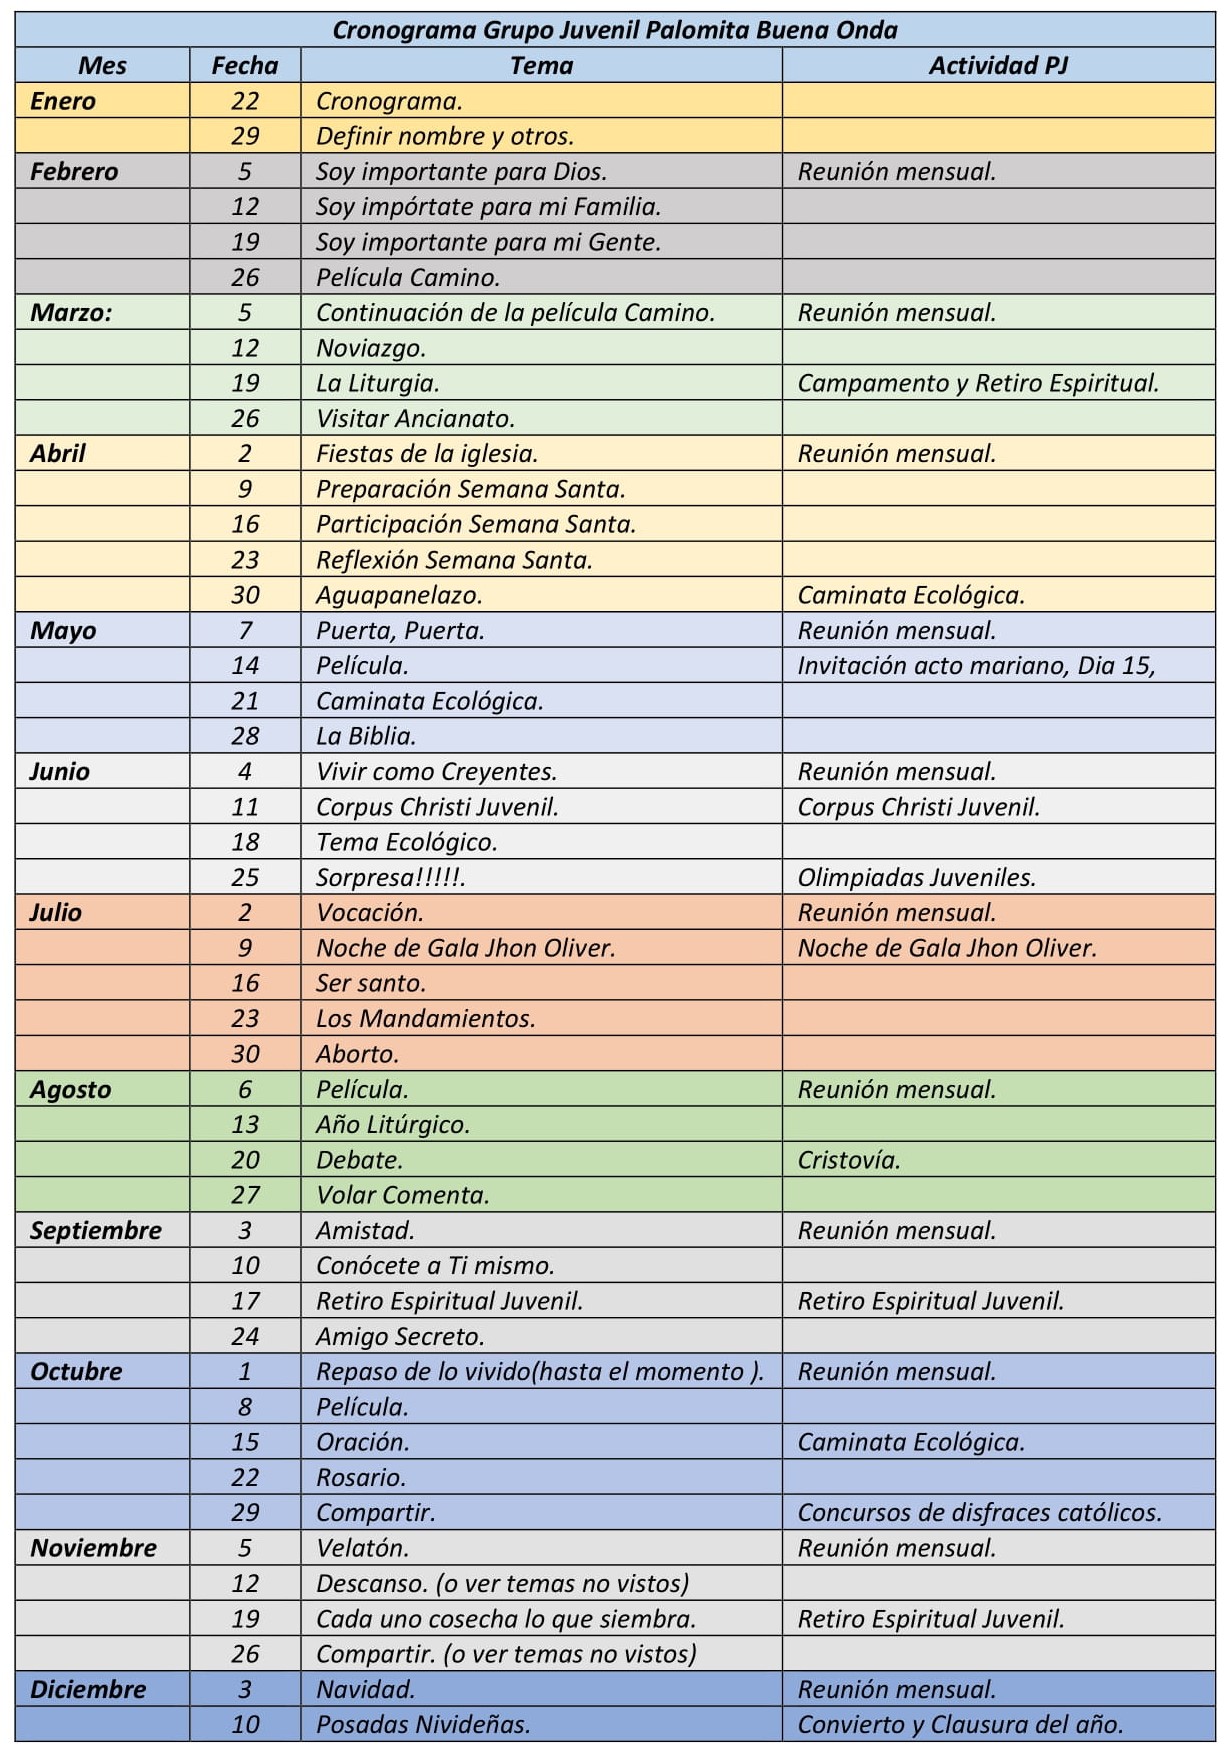 Cronograma Grupo Juvenil Palomita Buena Onda
Mes Fecha Tema Actividad PJ
Enero 22 Cronograma.
29 Definir nombre y otros.
Febrero 5 Soy importante para Dios. Reunión mensual.
12 Soy impórtate para mi Familia.
19 Soy importante para mi Gente.
26 Película Camino.
Marzo: 5 Continuación de la película Camino. Reunión mensual.
12 Noviazgo.
19 La Liturgia. Campamento y Retiro Espiritual.
26 Visitar Ancianato.
Abril 2 Fiestas de la iglesia. Reunión mensual.
9 Preparación Semana Santa.
16 Participación Semana Santa.
23 Reflexión Semana Santa.
30 Aguapanelazo. Caminata Ecológica.
Mayo 7 Puerta, Puerta. Reunión mensual.
14 Película. Invitación acto mariano, Dia 15,
21 Caminata Ecológica.
28 La Biblia.
Junio 4 Vivir como Creyentes. Reunión mensual.
11 Corpus Christi Juvenil. Corpus Christi Juvenil.
18 Tema Ecológico.
25 Sorpresa!!!!!. Olimpiadas Juveniles.
Julio 2 Vocación. Reunión mensual.
9 Noche de Gala Jhon Oliver. Noche de Gala Jhon Oliver.
16 Ser santo.
23 Los Mandamientos.
30 Aborto.
Agosto 6 Película. Reunión mensual.
13 Año Litúrgico.
20 Debate. Cristovía.
27 Volar Comenta.
Septiembre 3 Amistad. Reunión mensual.
10 Conócete a Ti mismo.
17 Retiro Espiritual Juvenil. Retiro Espiritual Juvenil.
24 Amigo Secreto.
Octubre 1 Repaso de lo vivido(hasta el momento ). Reunión mensual.
8 Película.
15 Oración. Caminata Ecológica.
22 Rosario.
29 Compartir. Concursos de disfraces católicos.
Noviembre 5 Velatón. Reunión mensual.
12 Descanso. (o ver temas no vistos)
19 Cada uno cosecha lo que siembra. Retiro Espiritual Juvenil.
26 Compartir. (o ver temas no vistos)
Diciembre 3 Navidad. Reunión mensual.
10 Posadas Nivideñas. Convierto y Clausura del año.